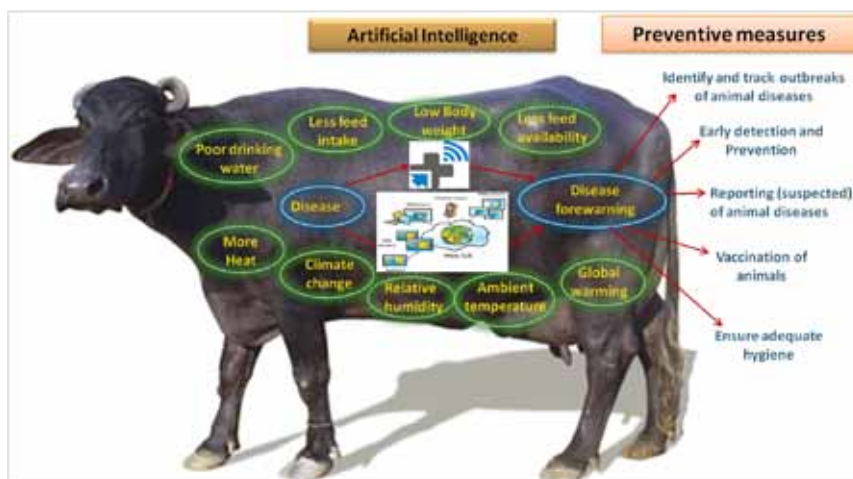 Artificial Intelligence
Preventive measures
Poor drinking
water
Less feed
intake
Low Body
weight
Less feed
availability
Disease
Disease
forewarning
More
Heat
Climate
change
Relative
humidity
Ambient
temperature
Global
warming
Identify and track outbreaks
of animal diseases
Early detection and
Prevention
Reporting (suspected)
of animal diseases
Vaccination of
animals
Ensure adequate
hygiene